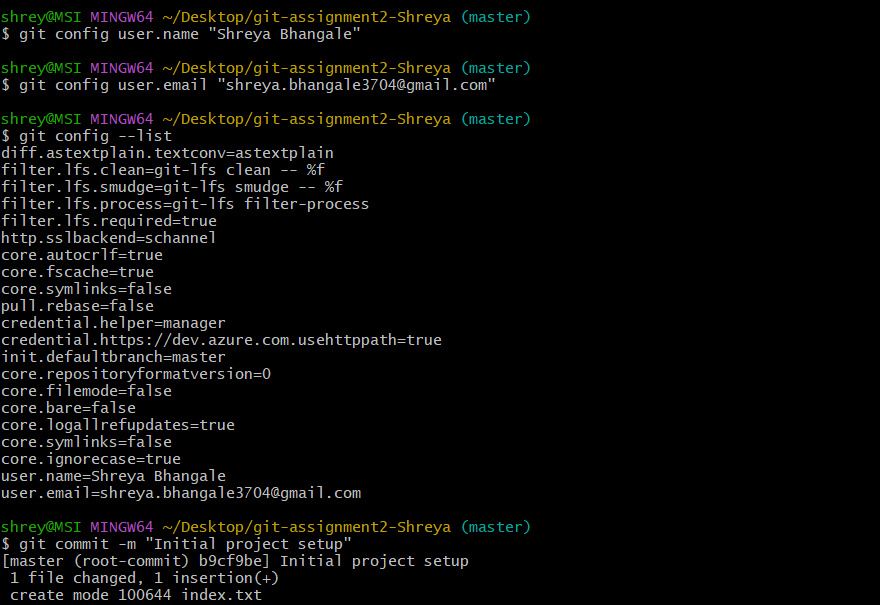 shrey@MSI MINGW64 ~/Desktop/git-assignment2-Shreya (master)
$ git config user.name "Shreya Bhangale"
shrey@MSI MINGW64 ~/Desktop/git-assignment2-Shreya (master)
$ git config user.email "shreya.bhangale3704@gmail.com"
shrey@MSI MINGW64 ~/Desktop/git-assignment2-Shreya (master)
$ git config --list
diff.astextplain.textconv=astextplain
filter.lfs.clean=git-lfs clean -- %f
filter.lfs.smudge=git-lfs smudge -- %f
filter.lfs.process=git-lfs filter-process
filter.lfs.required=true
http.sslbackend=schannel
core.autocrlf=true
core.fscache=true
core.symlinks=false
pull.rebase=false
credential.helper=manager
credential.https://dev.azure.com.usehttppath=true
init.defaultbranch=master
core.repositoryformatversion=0
core.filemode=false
core.bare=false
core.logallrefupdates=true
core.symlinks=false
core.ignorecase=true
user.name=Shreya Bhangale
user.email=shreya.bhangale3704@gmail.com
shrey@MSI MINGW64 ~/Desktop/git-assignment2-Shreya (master)
$ git commit -m "Initial project setup"
[master (root-commit) b9cf9be] Initial project setup
 1 file changed, 1 insertion(+)
 create mode 100644 index.txt